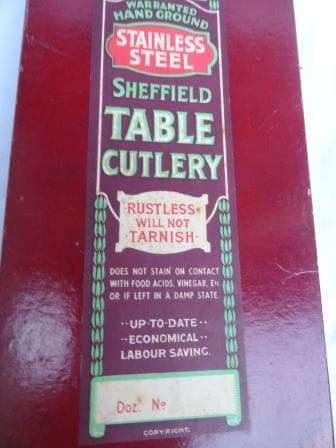 WARRANTED
HAND GROUND
STAINLESS
STEEL
SHEFFIELD
TABLE
CUTLERY
RUSTLESS
WILL NOT
TARNISH
DOES NOT STAIN ON CONTACT
WITH FOOD ACIDS, VINEGAR, Etc
OR IF LEFT IN A DAMP STATE
··UP-TO-DATE··
··ECONOMICAL··
LABOUR SAVING.
Doz. No
COPYRIGHT.